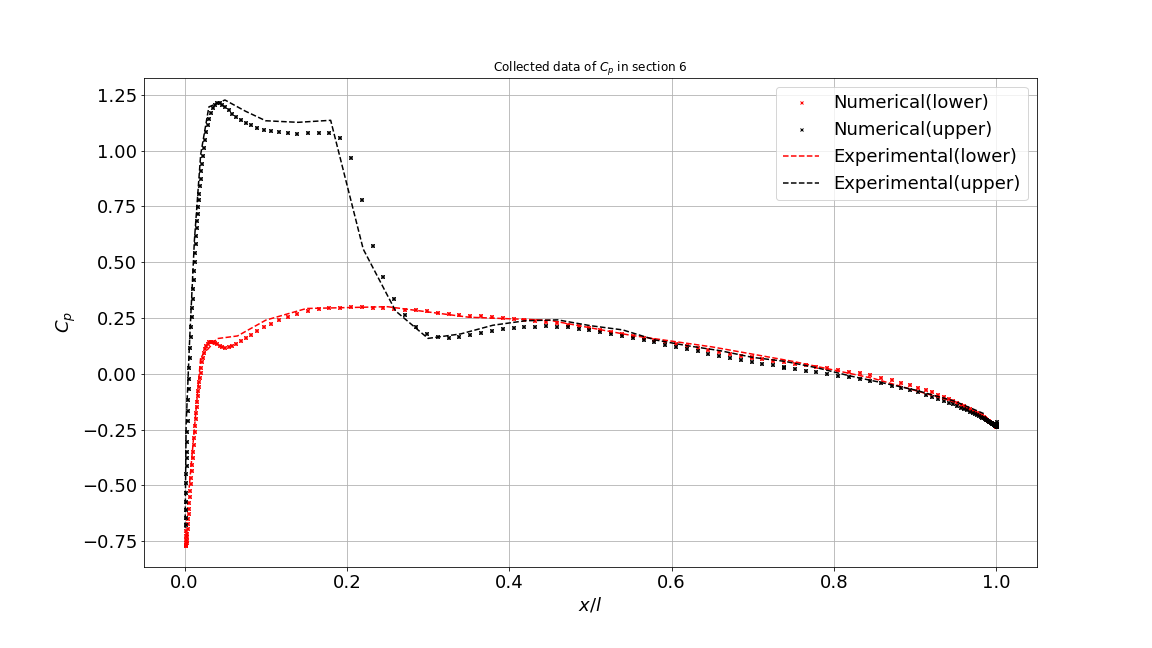 Collected data of $C_p$ in section 6
Numerical(lower)
Numerical(upper)
Experimental(lower)
Experimental(upper)
1.25
1.00
0.75
0.50
0.25
0.00
−0.25
−0.50
−0.75
$C_p$
0.0 0.2 0.4 0.6 0.8 1.0
x/l